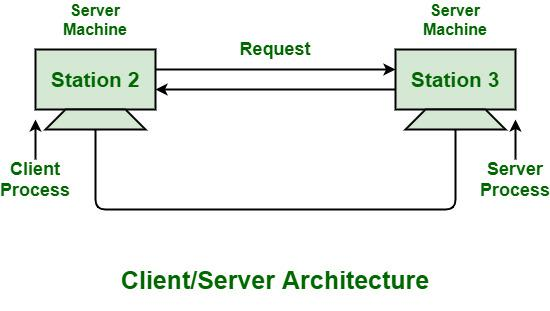 Server
Machine
Server
Machine
Request
Station 2
Station 3
Client
Process
Server
Process
Client/Server Architecture